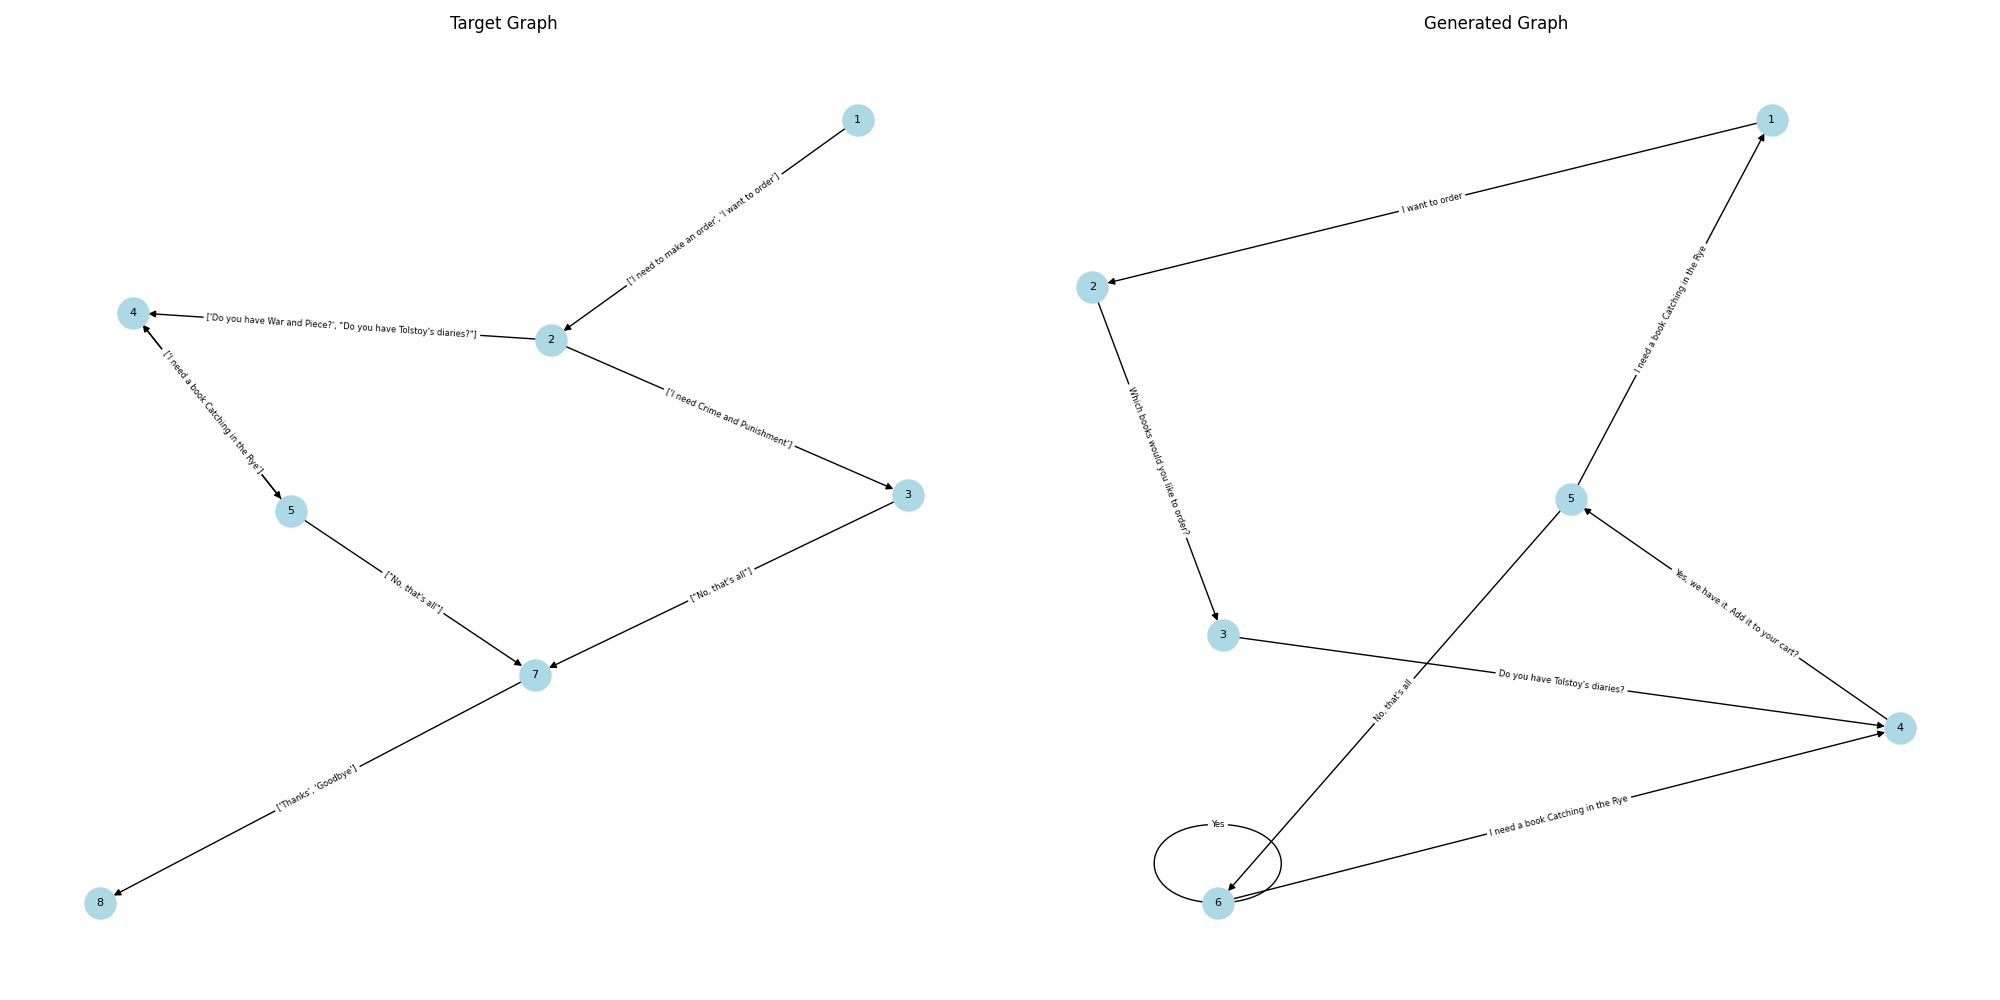 Target Graph
1
['I need to make an order', 'I want to order']
4
['Do you have War and Piece?', "Do you have Tolstoy's diaries?"]
2
['I need a book Catching in the Rye']
['I need Crime and Punishment']
3
5
["No, that's all"]
["No, that's all"]
7
['Thanks', 'Goodbye']
8
Generated Graph
1
I want to order
2
I need a book Catching in the Rye
Which books would you like to order?
5
Yes, we have it. Add it to your cart?
3
Do you have Tolstoy's diaries?
No, that's all
4
I need a book Catching in the Rye
Yes
6